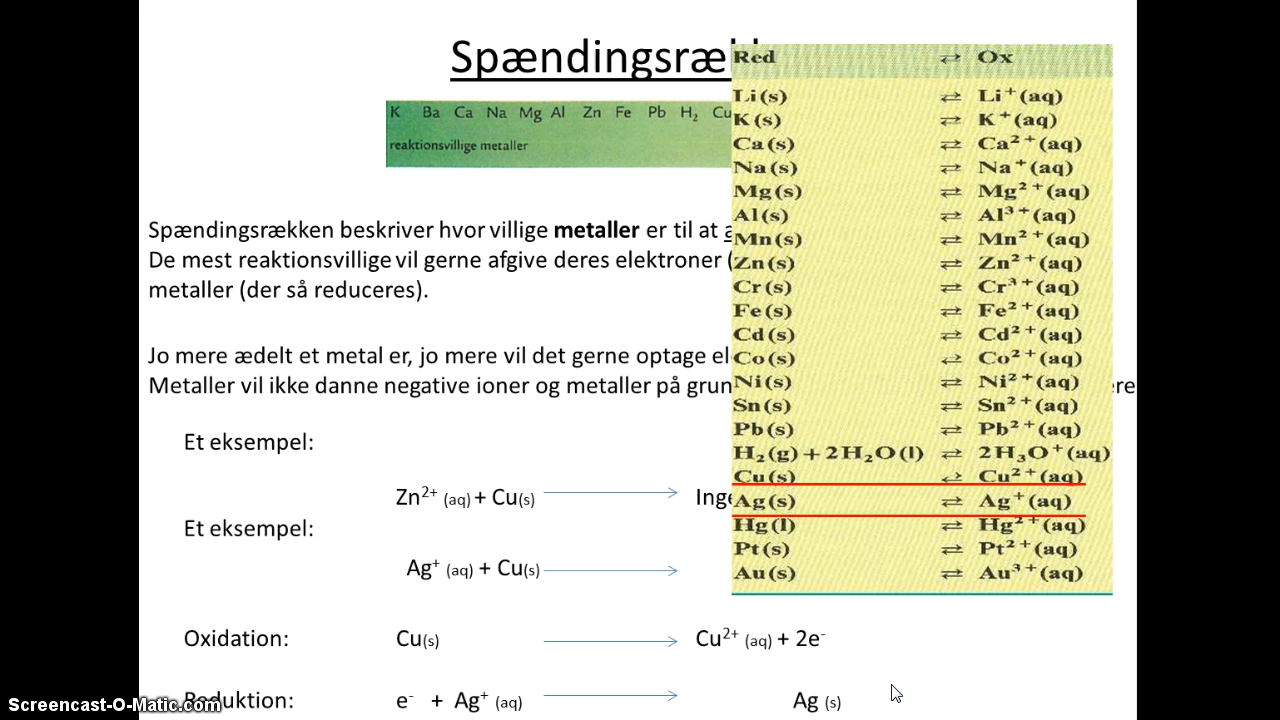 Spændingsræ
K Ba Ca Na Mg Al Zn Fe Pb H₂ Cu
reaktionsvillige metaller
Spændingsrækken beskriver hvor villige metaller er til at
De mest reaktionsvillige vil gerne afgive deres elektroner (
metaller (der så reduceres).
Jo mere ædelt et metal er, jo mere vil det gerne optage el
Metaller vil ikke danne negative ioner og metaller på grun
Et eksempel:
Zn²⁺ (aq) + Cu(s) → Inge
Et eksempel:
Ag⁺ (aq) + Cu(s) →
Oxidation: Cu(s) → Cu²⁺ (aq) + 2e⁻
Reduktion: e⁻ + Ag⁺ (aq) → Ag (s)
Red ⇄ Ox
Li(s) ⇄ Li⁺(aq)
K(s) ⇄ K⁺(aq)
Ca(s) ⇄ Ca²⁺(aq)
Na(s) ⇄ Na⁺(aq)
Mg(s) ⇄ Mg²⁺(aq)
Al(s) ⇄ Al³⁺(aq)
Mn(s) ⇄ Mn²⁺(aq)
Zn(s) ⇄ Zn²⁺(aq)
Cr(s) ⇄ Cr³⁺(aq)
Fe(s) ⇄ Fe²⁺(aq)
Cd(s) ⇄ Cd²⁺(aq)
Co(s) ⇄ Co²⁺(aq)
Ni(s) ⇄ Ni²⁺(aq)
Sn(s) ⇄ Sn²⁺(aq)
Pb(s) ⇄ Pb²⁺(aq)
H₂(g)+2H₂O(l) ⇄ 2H₃O⁺(aq)
Cu(s) ⇄ Cu²⁺(aq)
Ag(s) ⇄ Ag⁺(aq)
Hg(l) ⇄ Hg²⁺(aq)
Pt(s) ⇄ Pt²⁺(aq)
Au(s) ⇄ Au³⁺(aq)
Screencast-O-Matic.com